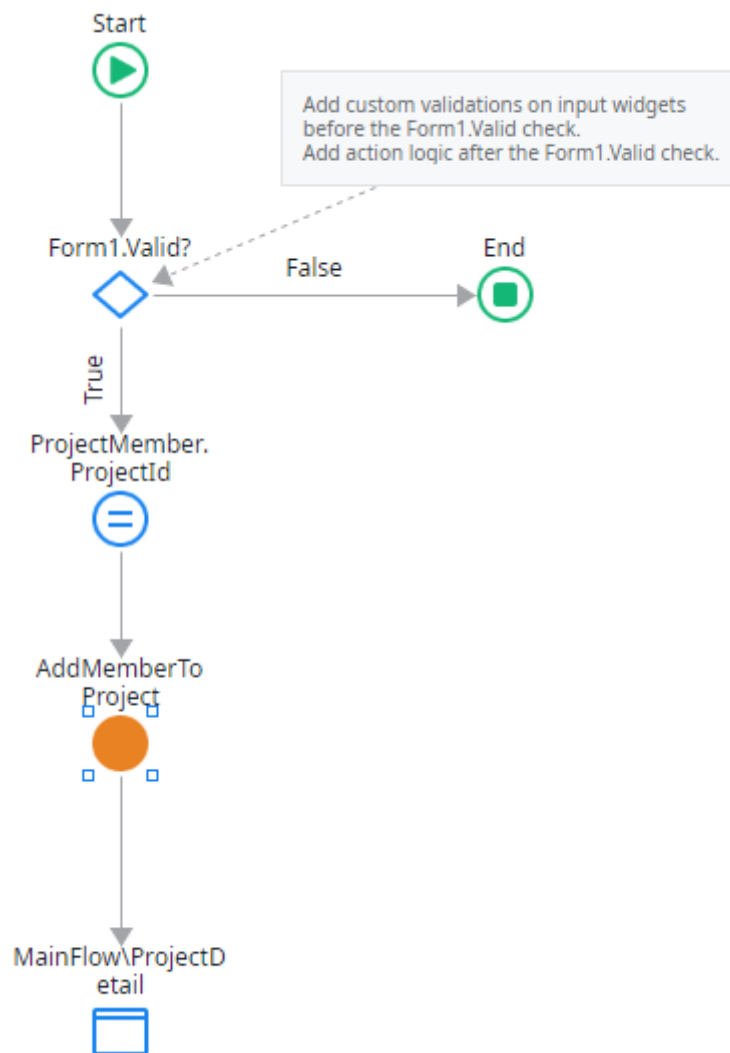 Start
Add custom validations on input widgets
before the Form1.Valid check.
Add action logic after the Form1.Valid check.
Form1.Valid?
False
End
True
ProjectMember.
ProjectId
AddMemberTo
Project
MainFlow\ProjectD
etail